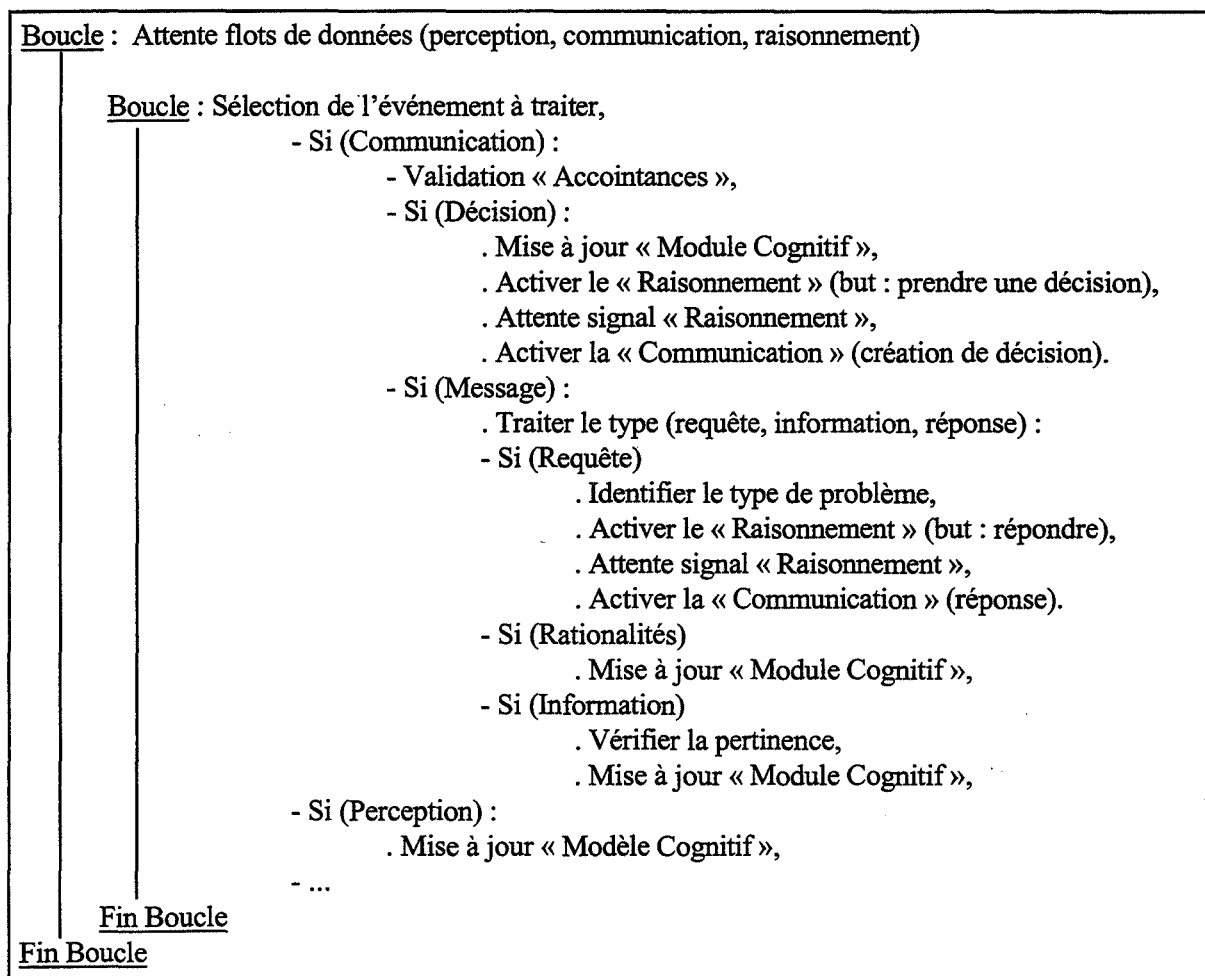 Boucle : Attente flots de données (perception, communication, raisonnement)
Boucle : Sélection de l'événement à traiter,
- Si (Communication) :
- Validation « Accointances »,
- Si (Décision) :
. Mise à jour « Module Cognitif »,
. Activer le « Raisonnement » (but : prendre une décision),
. Attente signal « Raisonnement »,
. Activer la « Communication » (création de décision).
- Si (Message) :
. Traiter le type (requête, information, réponse) :
- Si (Requête)
. Identifier le type de problème,
. Activer le « Raisonnement » (but : répondre),
. Attente signal « Raisonnement »,
. Activer la « Communication » (réponse).
- Si (Rationalités)
. Mise à jour « Module Cognitif »,
- Si (Information)
. Vérifier la pertinence,
. Mise à jour « Module Cognitif »,
- Si (Perception) :
. Mise à jour « Modèle Cognitif »,
- ...
Fin Boucle
Fin Boucle